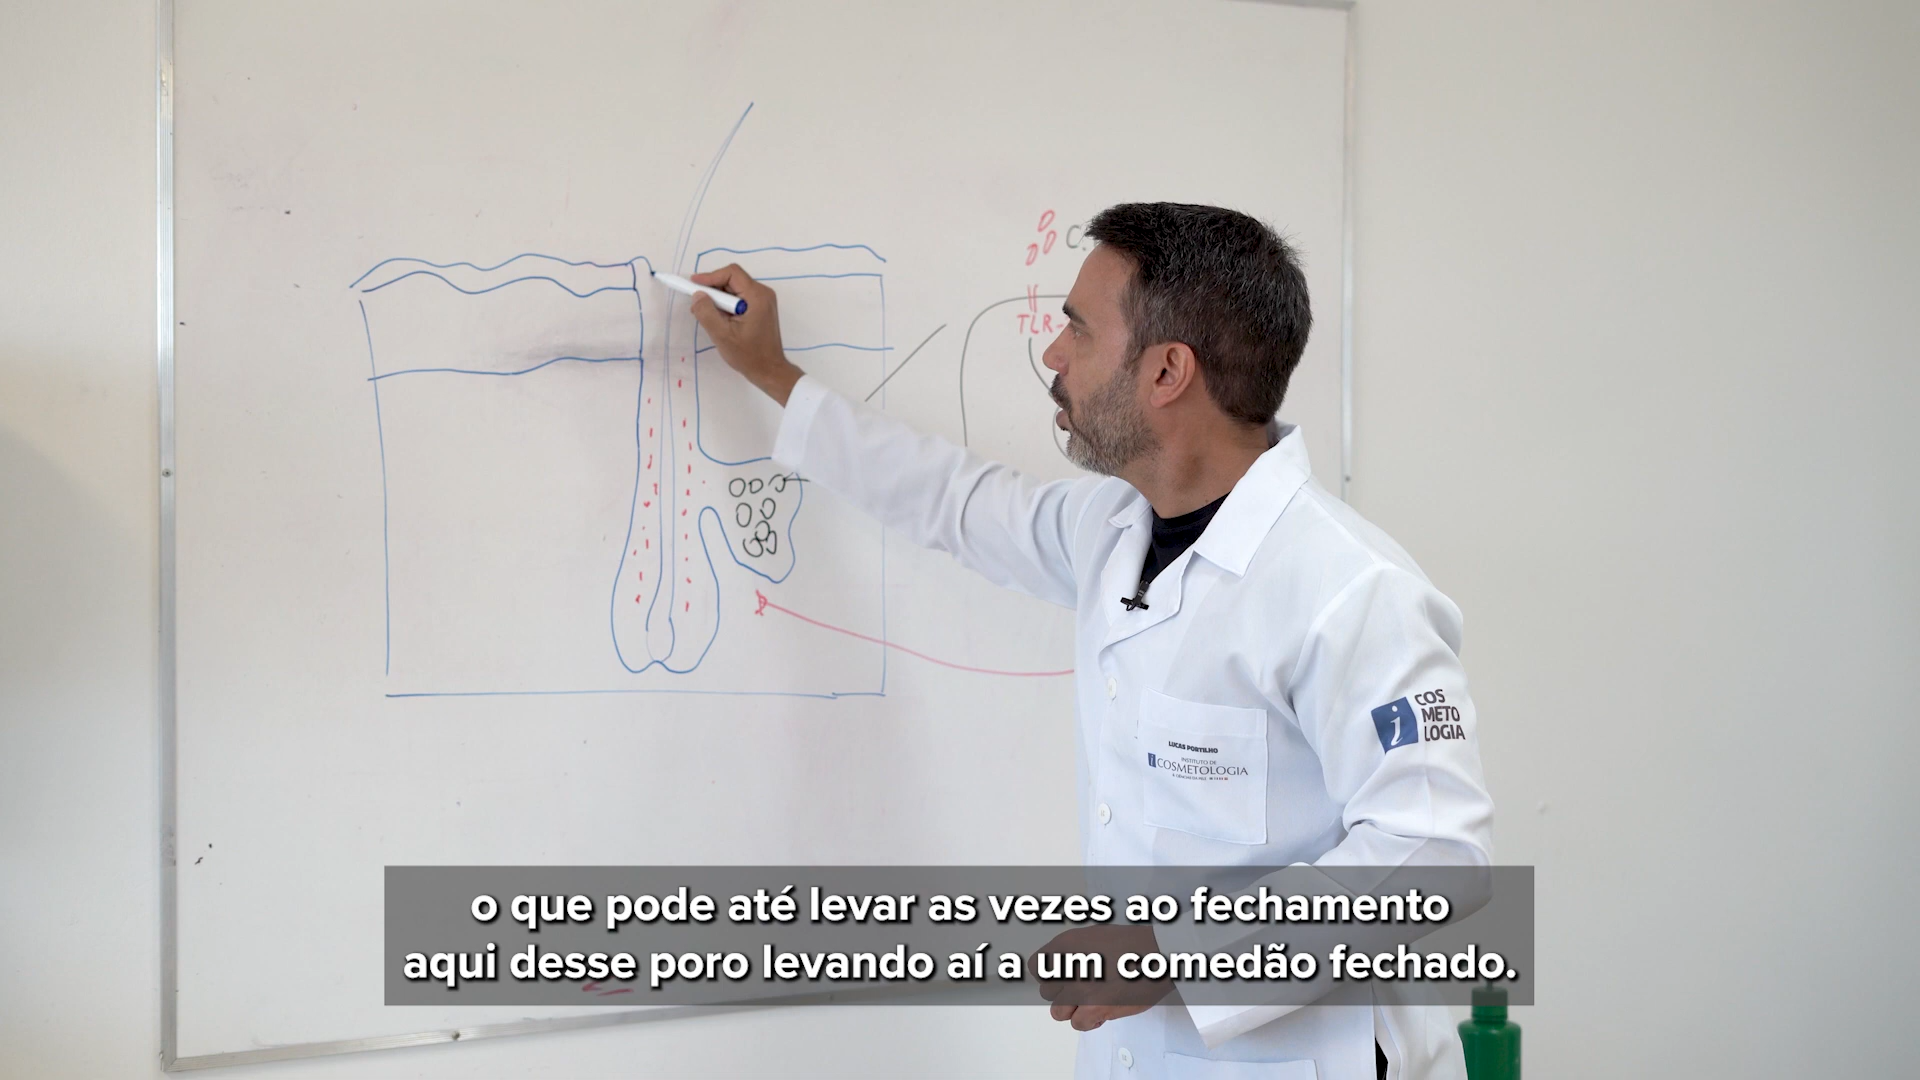 C.
TLR-
COS
METO
LOGIA
LUCAS PORTILHO
INSTITUTO DE
COSMETOLOGIA
o que pode até levar as vezes ao fechamento
aqui desse poro levando aí a um comedão fechado.